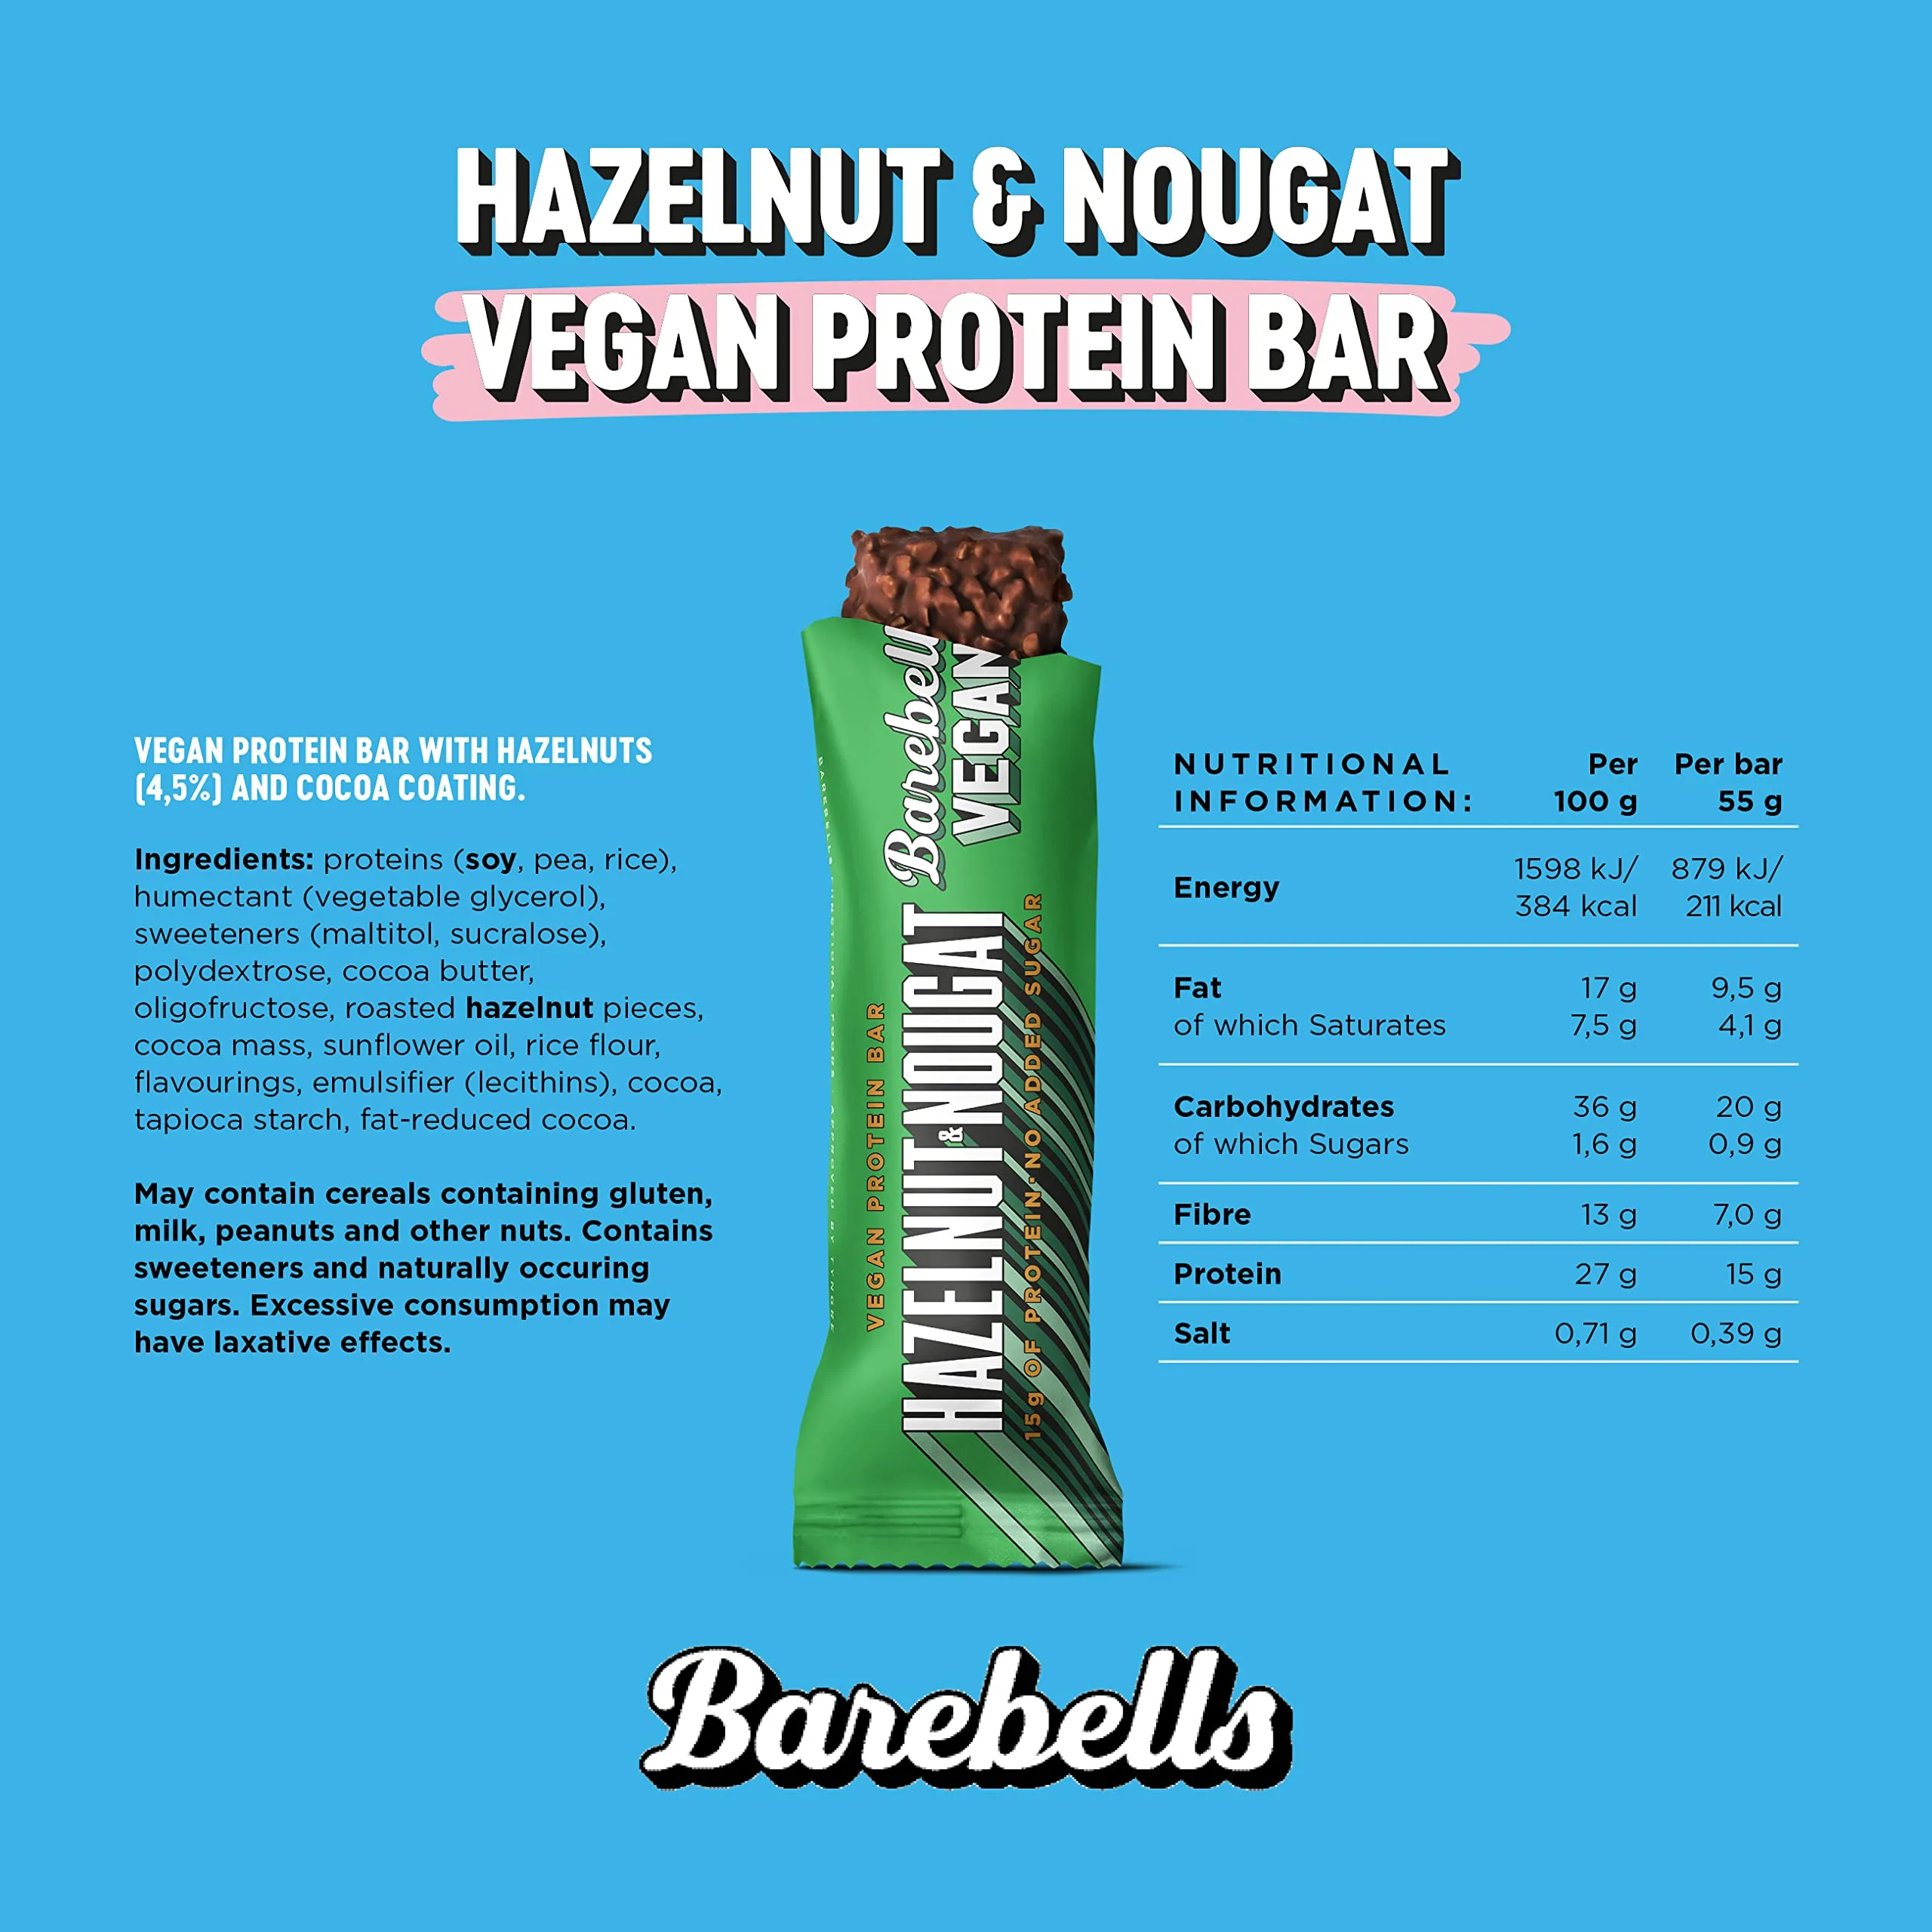 HAZELNUT & NOUGAT
VEGAN PROTEIN BAR
VEGAN PROTEIN BAR WITH HAZELNUTS
(4,5%) AND COCOA COATING.
Ingredients: proteins (soy, pea, rice),
humectant (vegetable glycerol),
sweeteners (maltitol, sucralose),
polydextrose, cocoa butter,
oligofructose, roasted hazelnut pieces,
cocoa mass, sunflower oil, rice flour,
flavourings, emulsifier (lecithins), cocoa,
tapioca starch, fat-reduced cocoa.
May contain cereals containing gluten,
milk, peanuts and other nuts. Contains
sweeteners and naturally occuring
sugars. Excessive consumption may
have laxative effects.
VEGAN PROTEIN BAR
HAZELNUT & NOUGAT
Barebell
VEGAN
15g OF PROTEIN·NO ADDED SUGAR
NUTRITIONAL Per Per bar
INFORMATION: 100 g 55 g
Energy 1598 kJ/ 879 kJ/
384 kcal 211 kcal
Fat 17 g 9,5 g
of which Saturates 7,5 g 4,1 g
Carbohydrates 36 g 20 g
of which Sugars 1,6 g 0,9 g
Fibre 13 g 7,0 g
Protein 27 g 15 g
Salt 0,71 g 0,39 g
Barebells